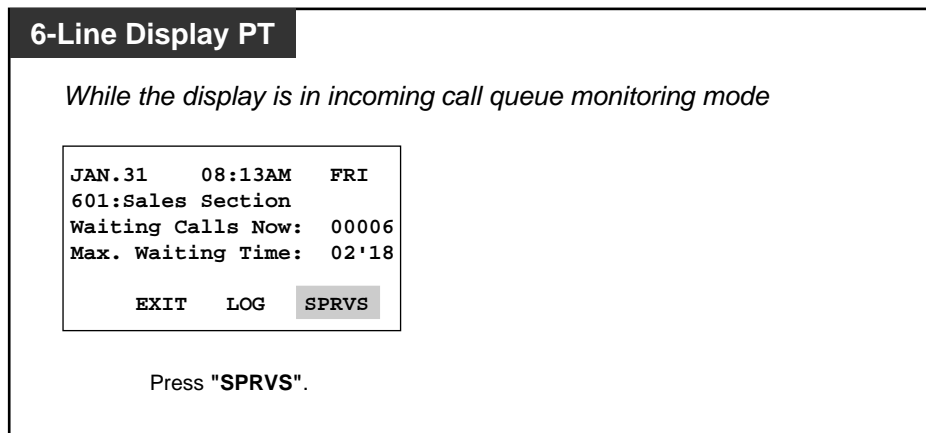 6-Line Display PT
While the display is in incoming call queue monitoring mode
JAN.31 08:13AM FRI
601:Sales Section
Waiting Calls Now: 00006
Max. Waiting Time: 02'18
EXIT LOG SPRVS
Press "SPRVS".